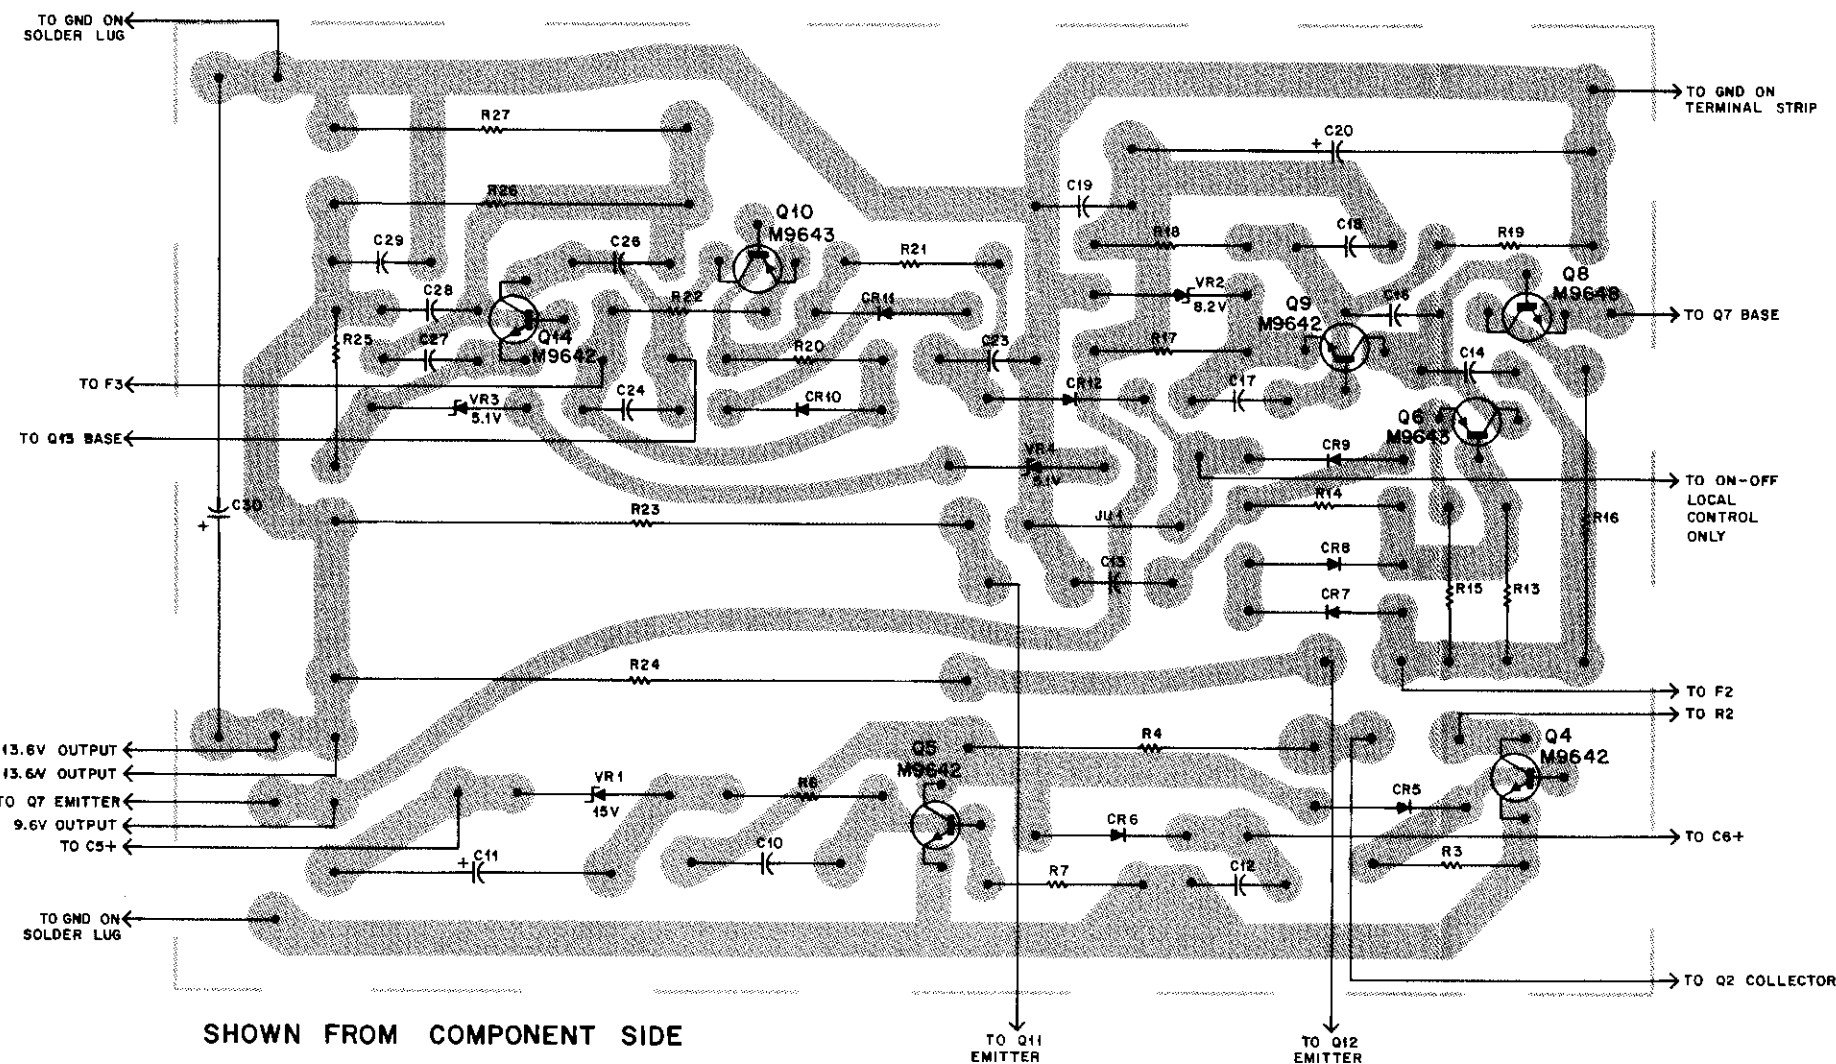 TO GND ON
SOLDER LUG
TO GND ON
TERMINAL STRIP
R27
C20
+
R26
C19
Q10
M9643
C29
C26
R21
R18
C18
R19
Q8
M9643
C28
R22
CR11
VR2
8.2V
Q9
M9642
C16
TO Q7 BASE
Q14
M9642
R25
C27
R20
C23
R17
C14
TO F3
VR3
5.1V
C24
CR10
CR12
C17
Q6
M9643
TO Q13 BASE
VR4
5.1V
CR9
TO ON-OFF
LOCAL
CONTROL
ONLY
C30
+
R23
JU1
R14
R16
CR8
C13
CR7
R15
R13
R24
TO F2
TO R2
13.6V OUTPUT
13.6V OUTPUT
TO Q7 EMITTER
9.6V OUTPUT
TO C5+
Q5
M9642
R4
Q4
M9642
VR1
15V
R6
CR5
CR6
TO C6+
+
C11
C10
R7
C12
R3
TO GND ON
SOLDER LUG
TO Q2 COLLECTOR
SHOWN FROM COMPONENT SIDE
TO Q11
EMITTER
TO Q12
EMITTER